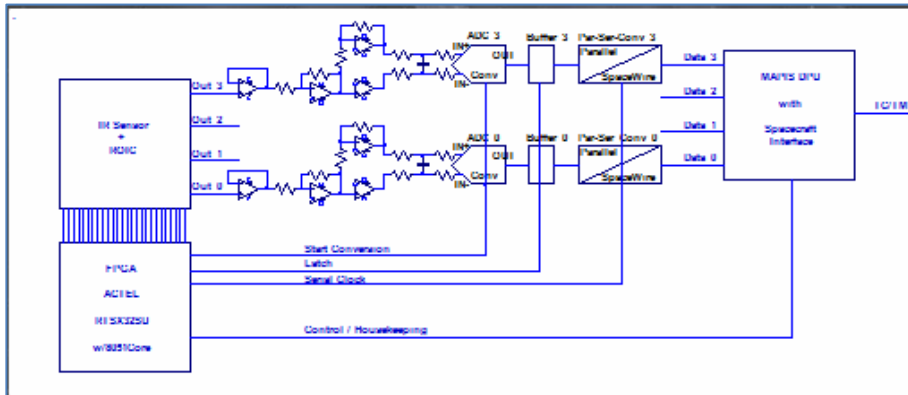 ADC 3
Buffer 3
Par-Ser-Conv 3
IN+
OUT
Parallel
Data 3
Conv
SpaceWire
IN-
MAPIS DPU
with
Spacecraft
Interface
TC/TM
Out 3
IR Sensor
+
ROIC
Data 2
Out 2
Data 1
ADC 0
Buffer 0
Par-Ser-Conv 0
Out 1
IN+
OUT
Parallel
Data 0
Conv
SpaceWire
IN-
Out 0
Start Conversion
Latch
Serial Clock
FPGA
ACTEL
RTSX32SU
w/8051Core
Control / Housekeeping